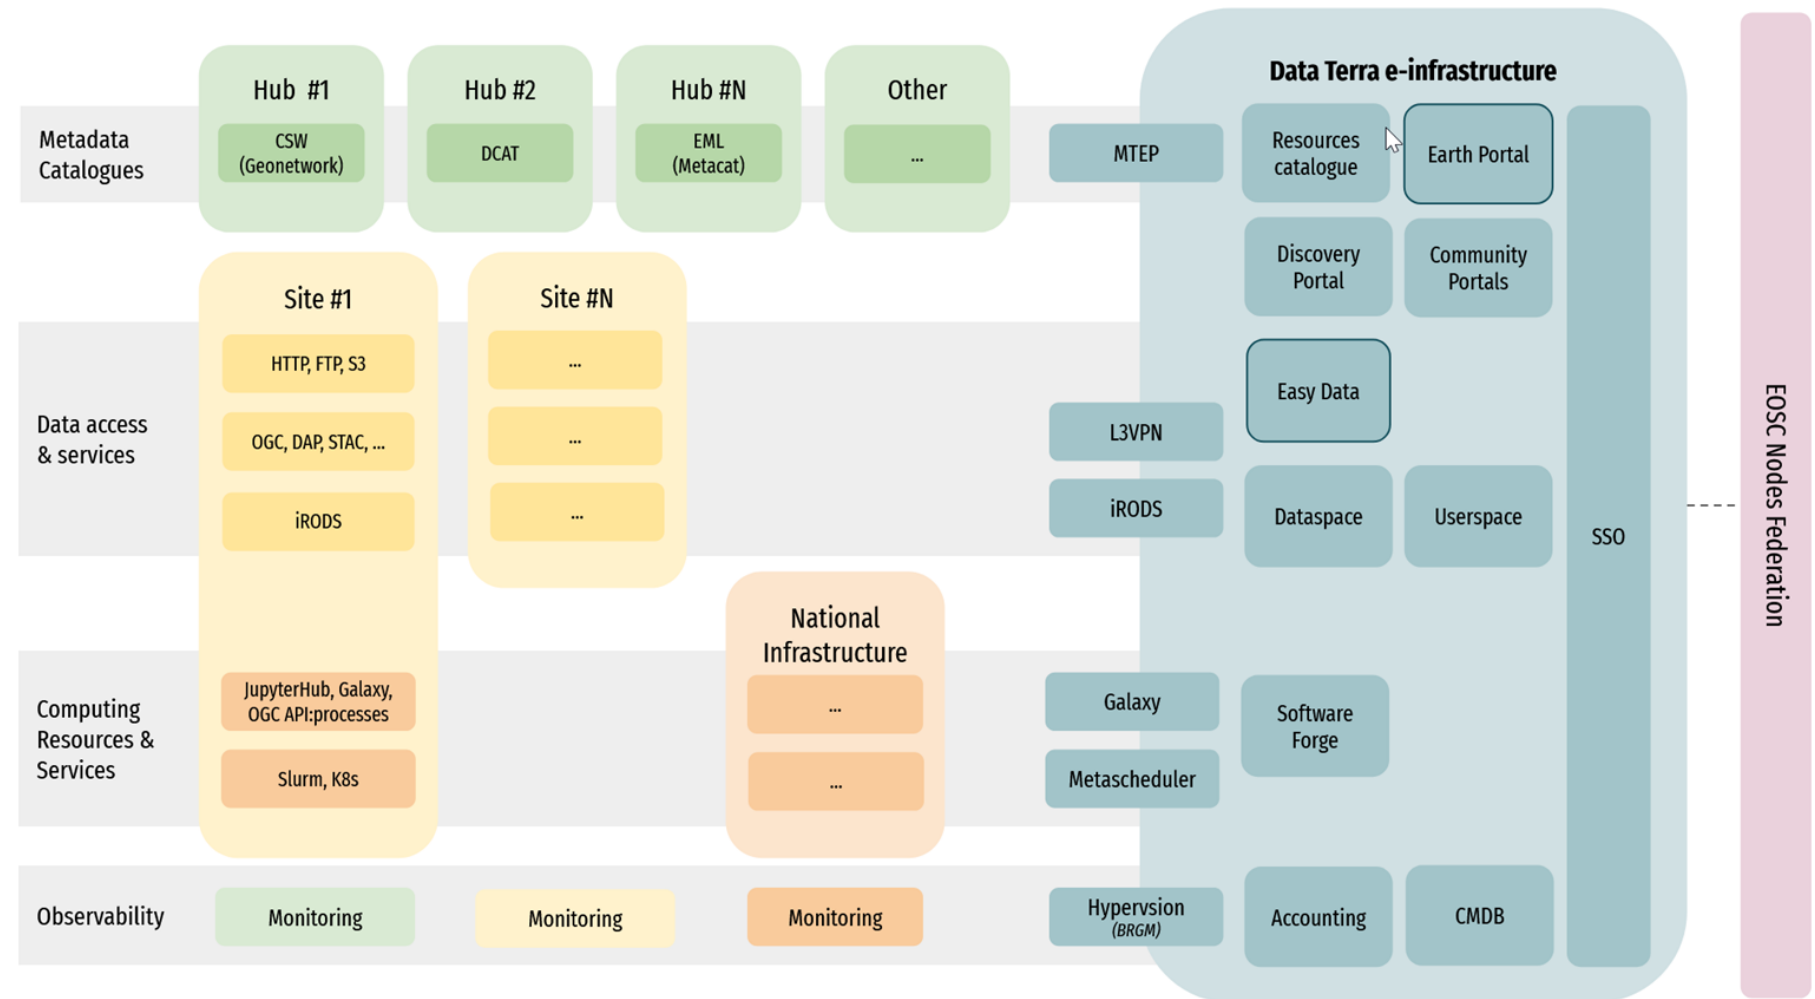 Data Terra e-infrastructure
Hub #1
Hub #2
Hub #N
Other
Metadada
Catalogues
CSW
(Geonetwork)
DCAT
EML
(Metacat)
...
MTEP
Resources
catalogue
Earth Portal
Discovery
Portal
Community
Portals
Site #1
Site #N
Data access
& services
HTTP, FTP, S3
...
OGC, DAP, STAC, ...
...
iRODS
...
L3VPN
iRODS
Easy Data
Dataspace
Userspace
SSO
EOSC Nodes Federation
National
Infrastructure
Computing
Resources &
Services
JupyterHub, Galaxy,
OGC API:processes
Slurm, K8s
...
...
Galaxy
Metascheduler
Software
Forge
Observability
Monitoring
Monitoring
Monitoring
Hypervsion
(BRGM)
Accounting
CMDB